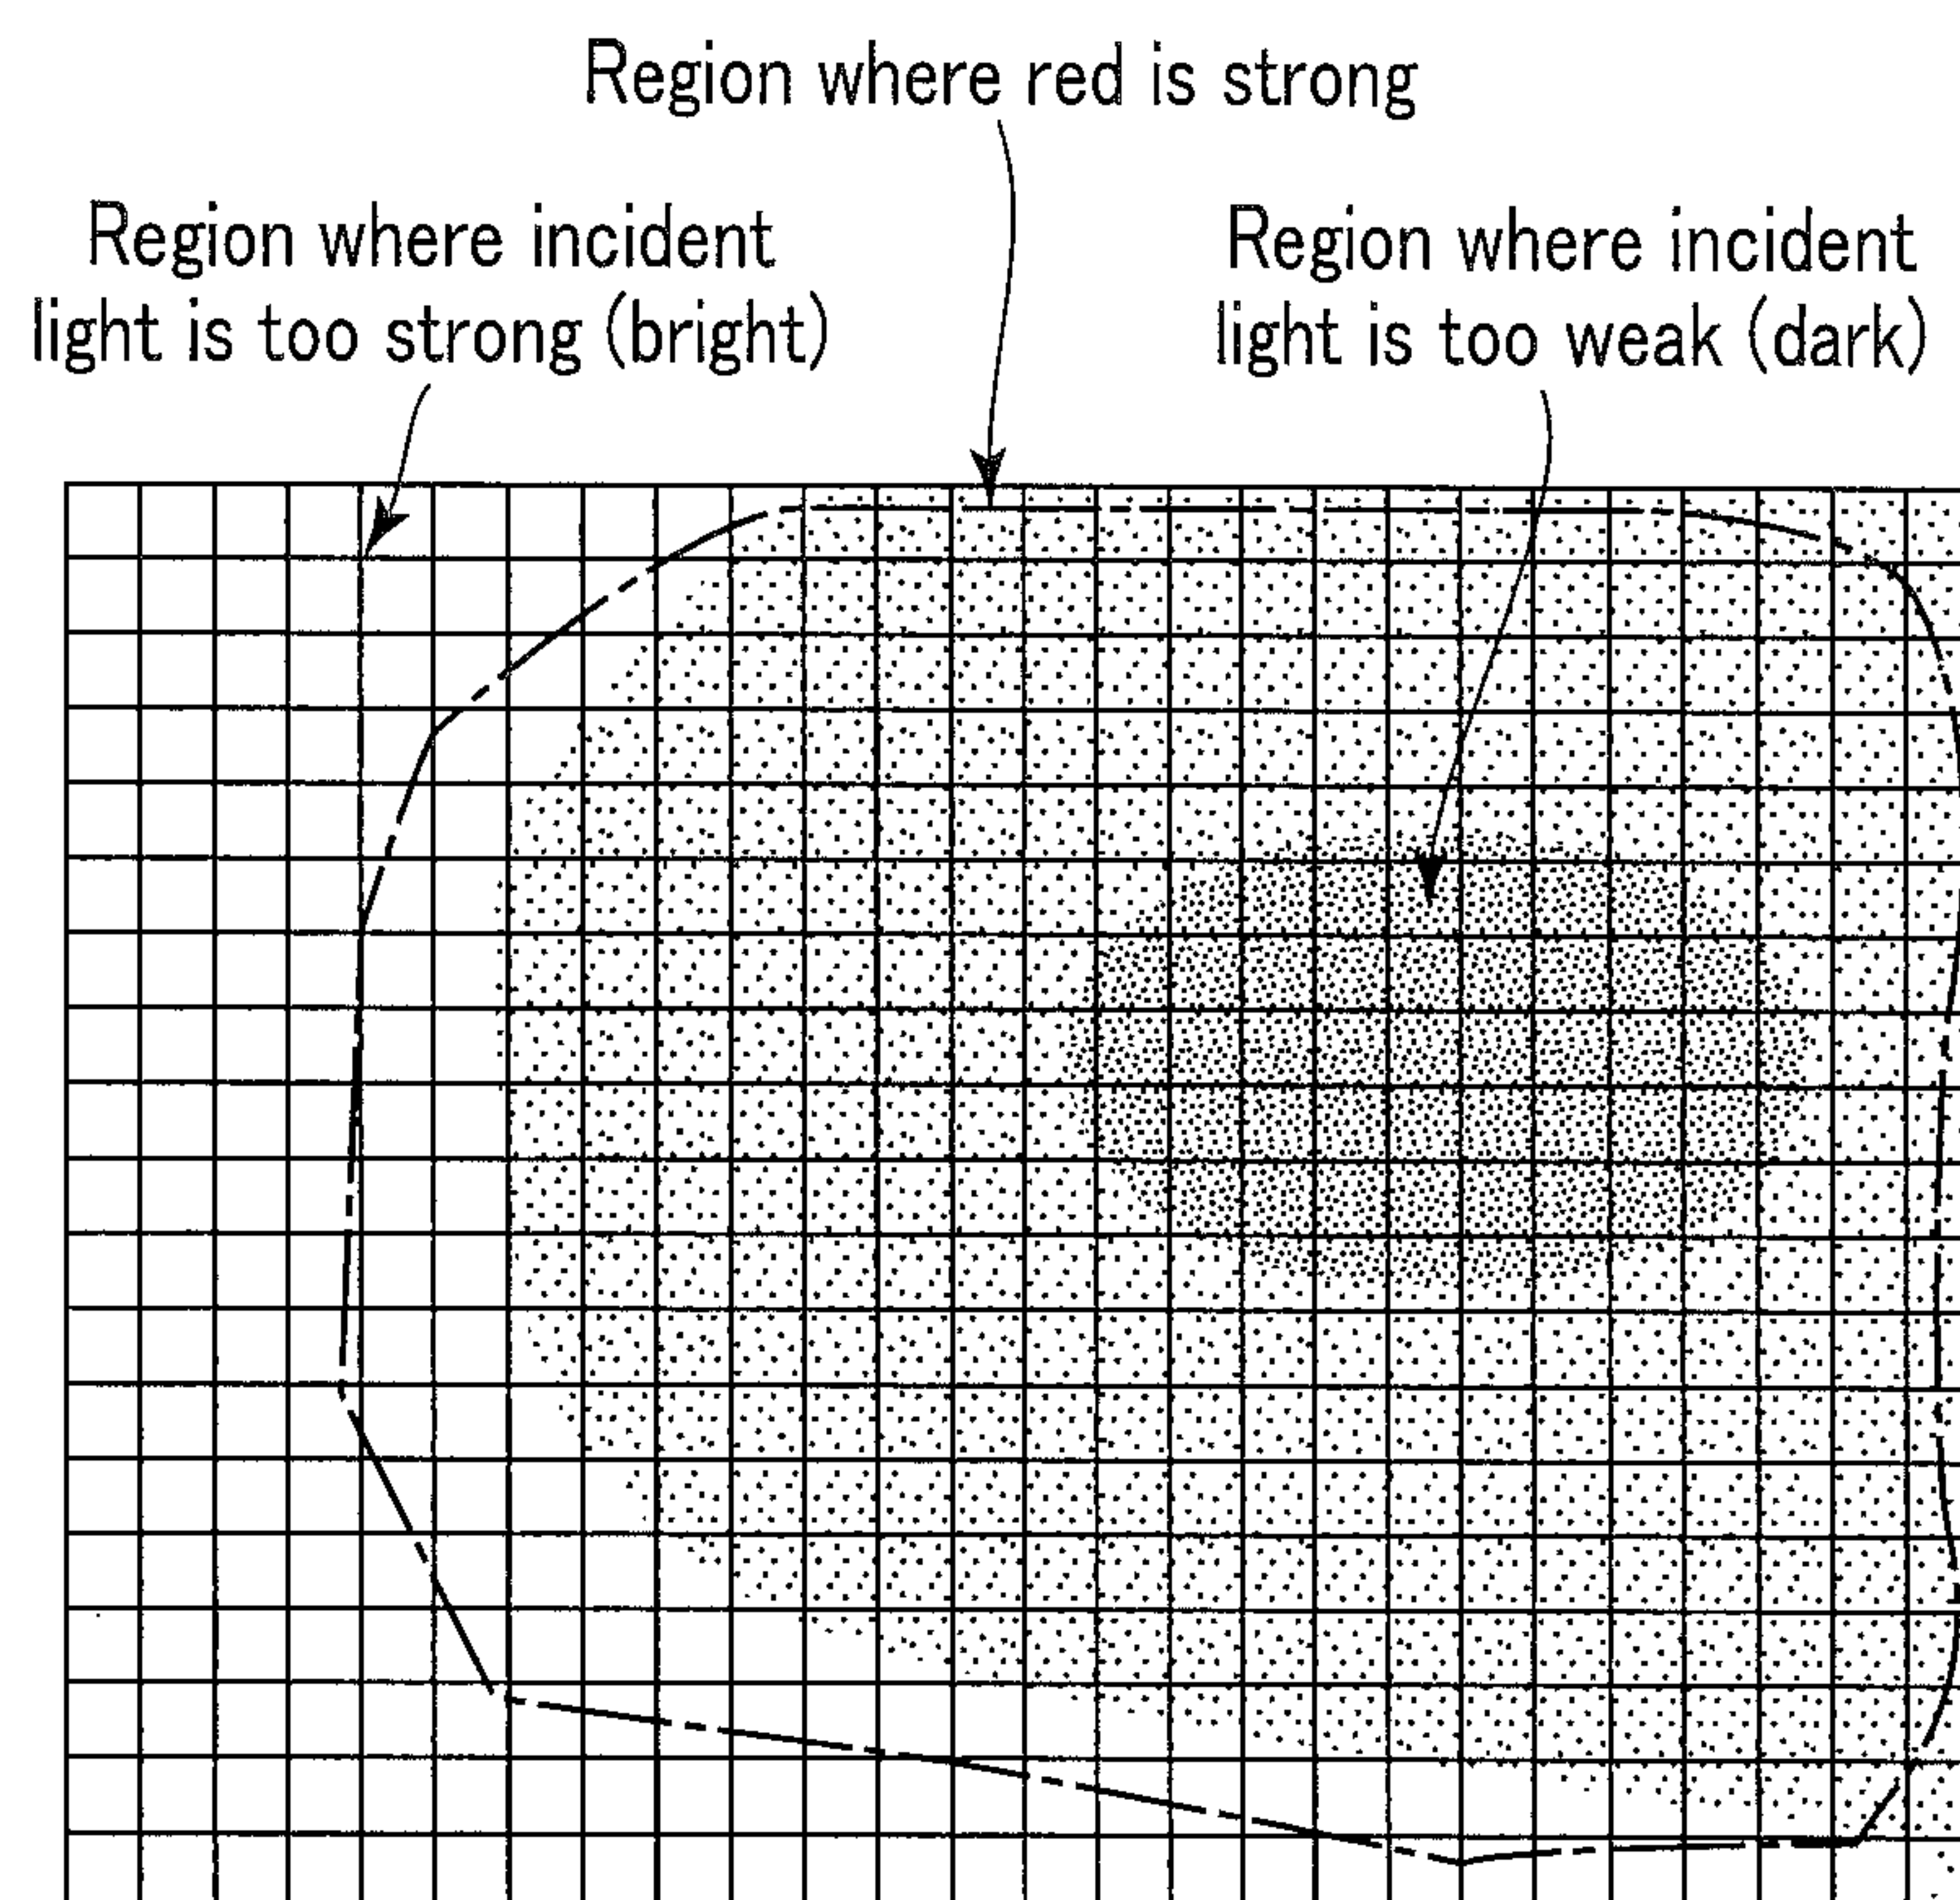 Region where red is strong
Region where incident
light is too strong (bright)
Region where incident
light is too weak (dark)